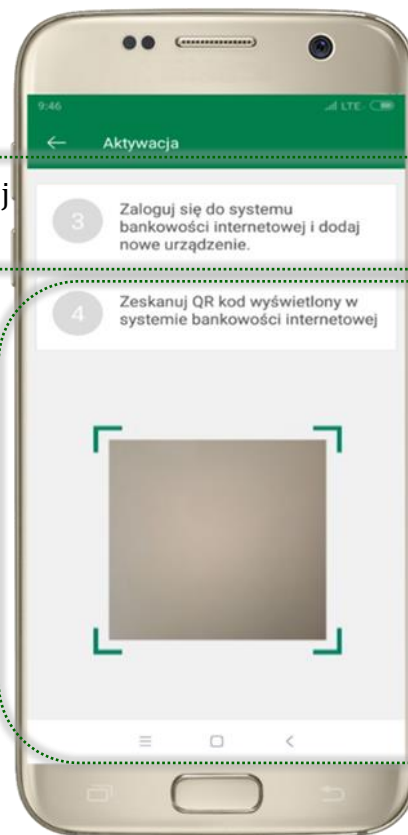 9:46 LTE
Aktywacja
j.
3 Zaloguj się do systemu
bankowości internetowej i dodaj
nowe urządzenie.
4 Zeskanuj QR kod wyświetlony w
systemie bankowości internetowej